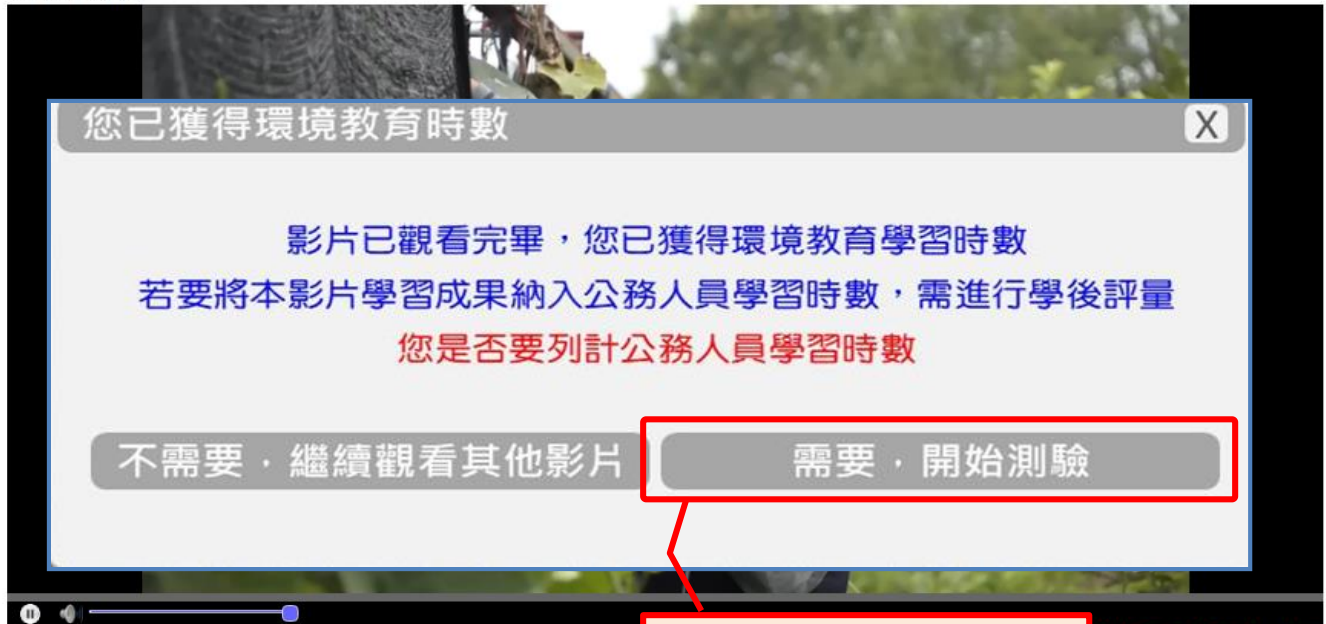 您已獲得環境教育時數
X
影片已觀看完畢，您已獲得環境教育學習時數
若要將本影片學習成果納入公務人員學習時數，需進行學後評量
您是否要列計公務人員學習時數
不需要，繼續觀看其他影片
需要，開始測驗